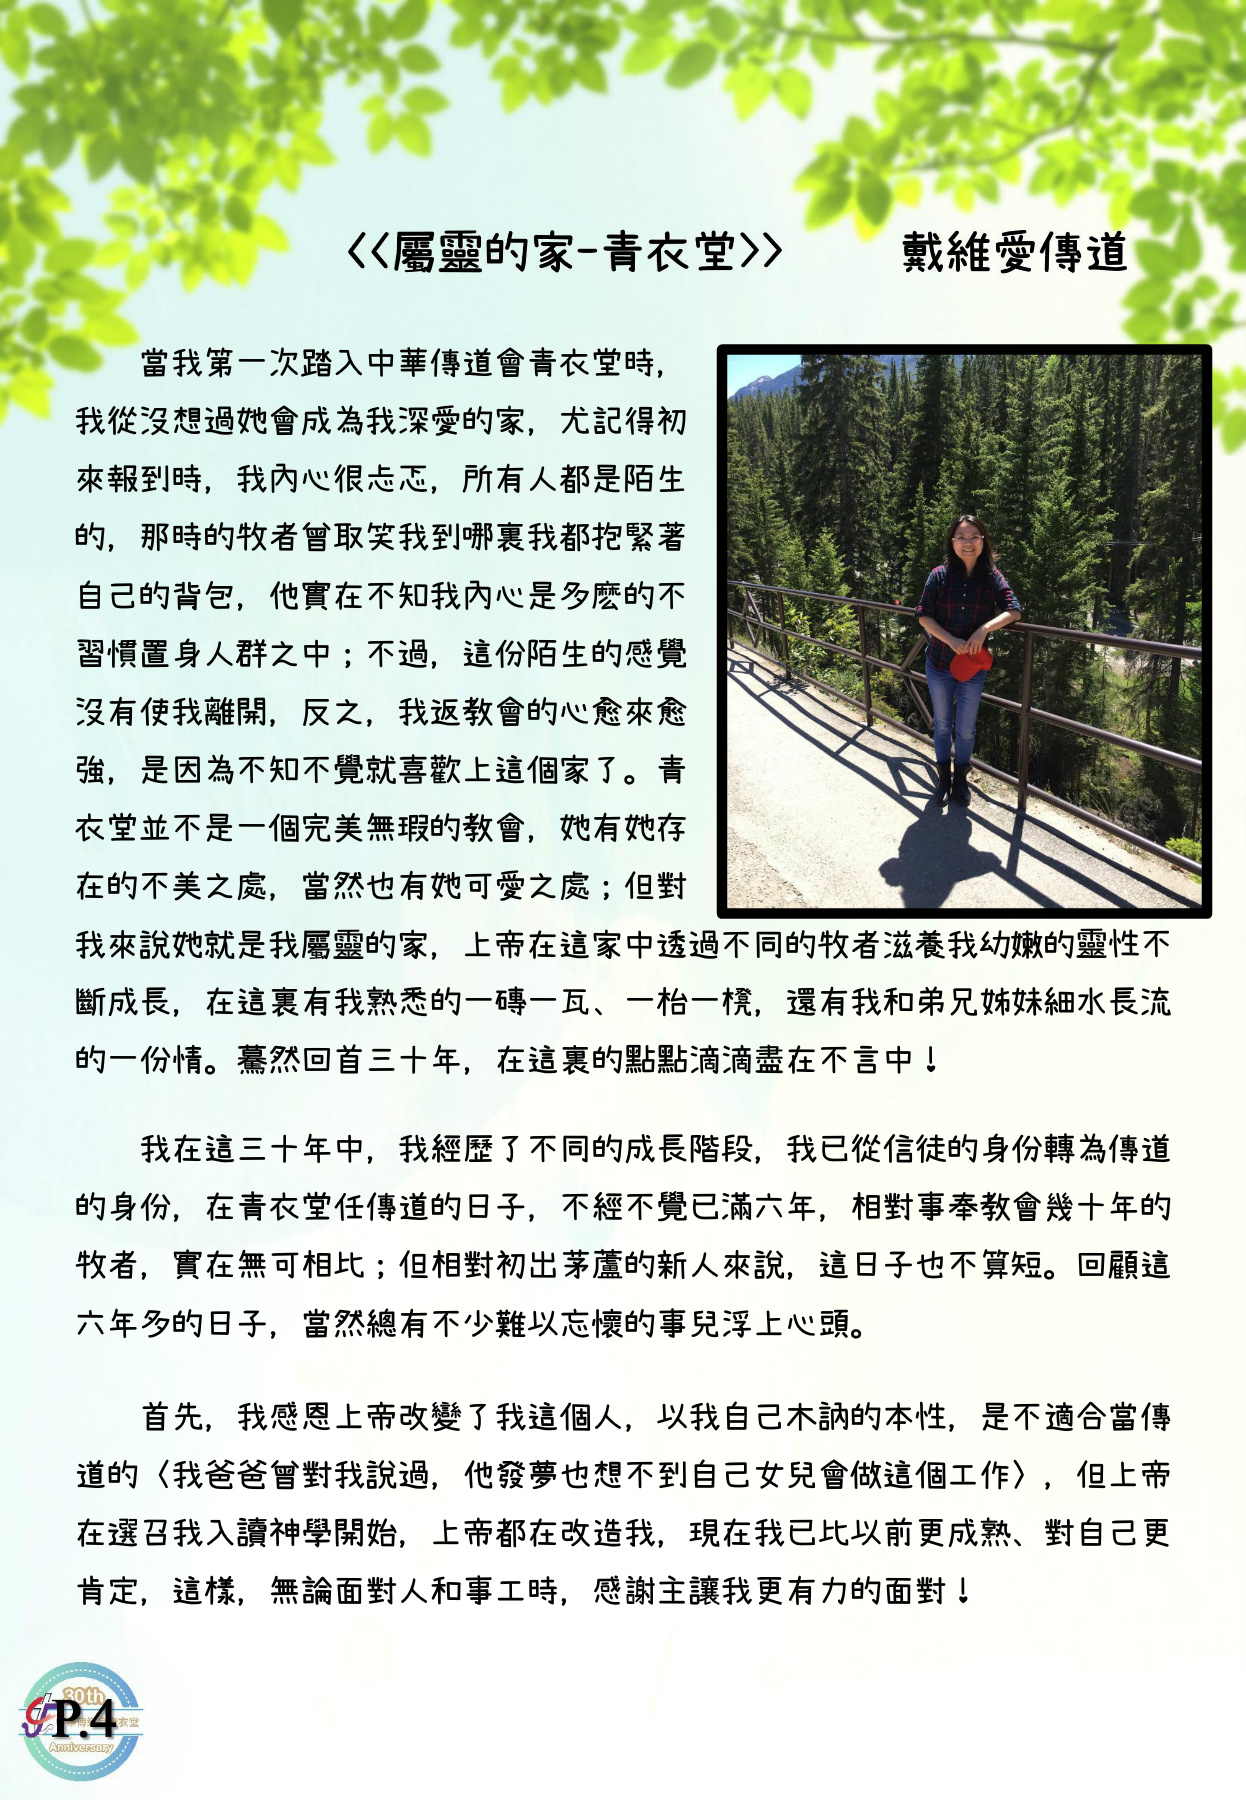 <<屬靈的家-青衣堂>> 戴維愛傳道
當我第一次踏入中華傳道會青衣堂時,
我從沒想過她會成為我深愛的家, 尤記得初
來報到時, 我內心很忐忑, 所有人都是陌生
的, 那時的牧者曾取笑我到哪裏我都抱緊著
自己的背包, 他實在不知我內心是多麽的不
習慣置身人群之中;不過, 這份陌生的感覺
沒有使我離開, 反之, 我返教會的心愈來愈
強, 是因為不知不覺就喜歡上這個家了。青
衣堂並不是一個完美無瑕的教會, 她有她存
在的不美之處, 當然也有她可愛之處;但對
我來說她就是我屬靈的家, 上帝在這家中透過不同的牧者滋養我幼嫩的靈性不
斷成長, 在這裏有我熟悉的一磚一瓦、一枱一櫈, 還有我和弟兄姊妹細水長流
的一份情。驀然回首三十年, 在這裏的點點滴滴盡在不言中!
我在這三十年中, 我經歷了不同的成長階段, 我已從信徒的身份轉為傳道
的身份, 在青衣堂任傳道的日子, 不經不覺已滿六年, 相對事奉教會幾十年的
牧者, 實在無可相比;但相對初出茅蘆的新人來說, 這日子也不算短。回顧這
六年多的日子, 當然總有不少難以忘懷的事兒浮上心頭。
首先, 我感恩上帝改變了我這個人, 以我自己木訥的本性, 是不適合當傳
道的〈我爸爸曾對我說過, 他發夢也想不到自己女兒會做這個工作〉, 但上帝
在選召我入讀神學開始, 上帝都在改造我, 現在我已比以前更成熟、對自己更
肯定, 這樣, 無論面對人和事工時, 感謝主讓我更有力的面對!
30th
P.4
衣堂
Anniversary